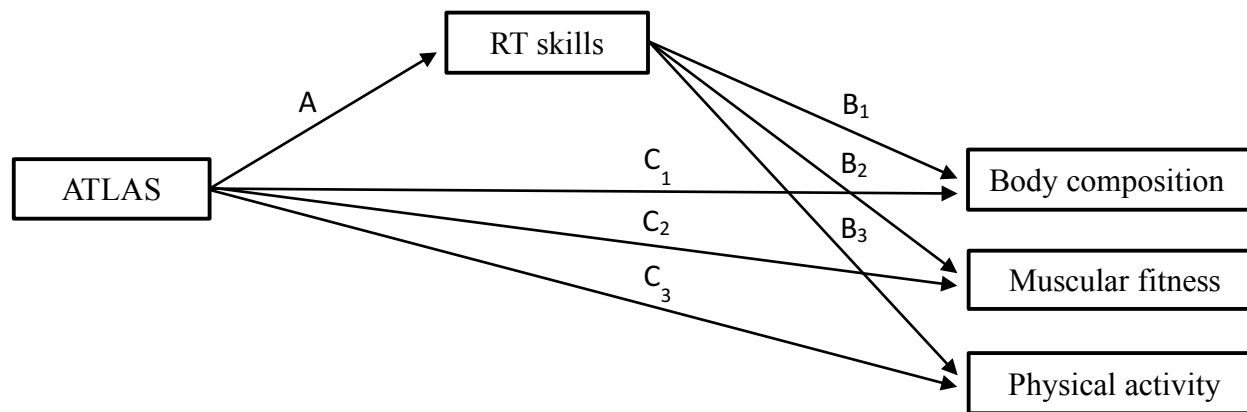 RT skills
A
B₁
C₁
B₂
Body composition
ATLAS
C₂
B₃
Muscular fitness
C₃
Physical activity